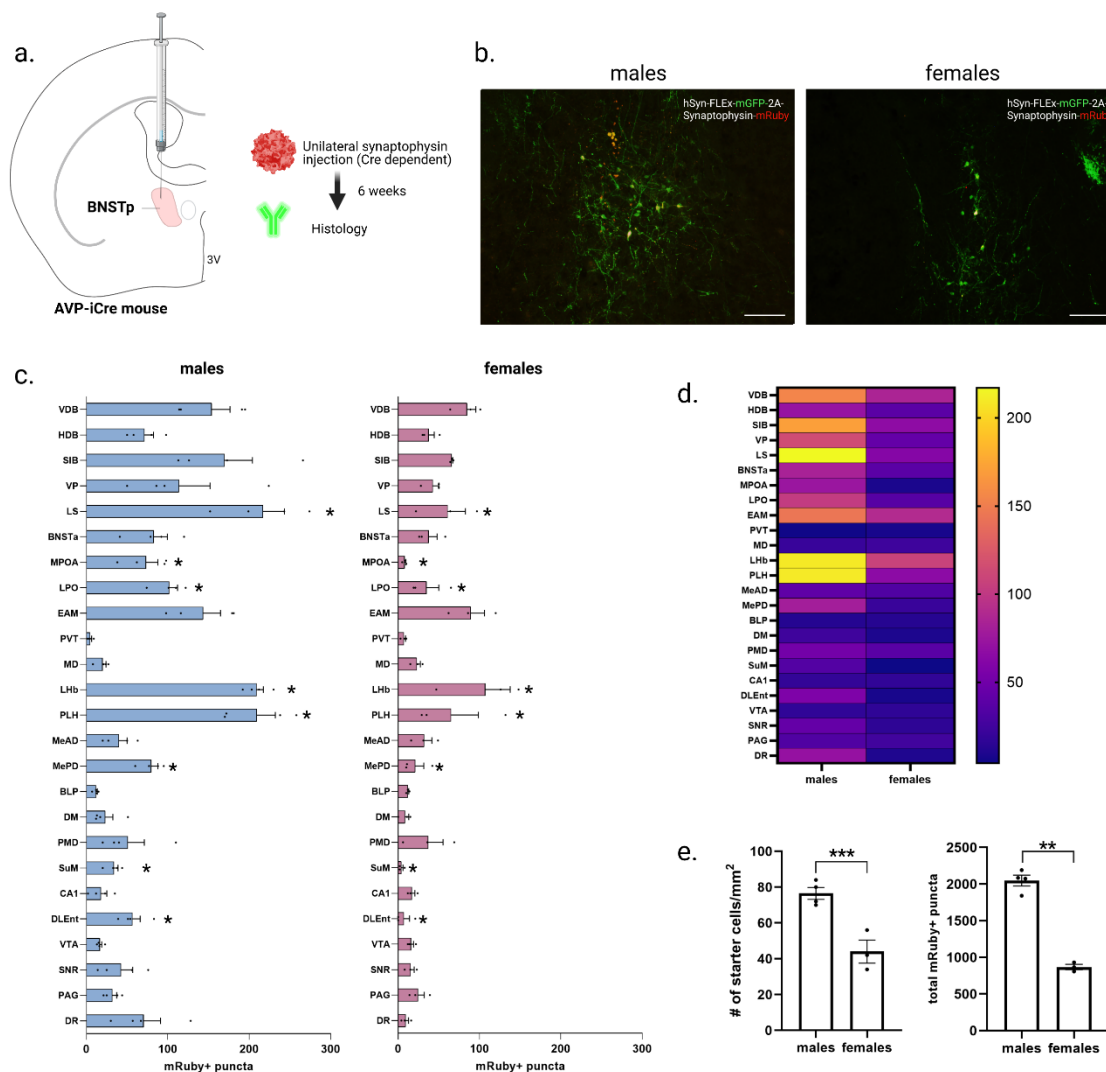 a.
BNSTp
3V
AVP-iCre mouse
Unilateral synaptophysin
injection (Cre dependent)
6 weeks
Histology
b.
males
females
hSyn-FLEx-mGFP-2A-
Synaptophysin-mRuby
hSyn-FLEx-mGFP-2A-
Synaptophysin-mRu
c.
males
VDB
HDB
SIB
VP
LS
*
BNSTa
MPOA
*
LPO
*
EAM
PVT
MD
LHb
*
PLH
*
MeAD
MePD
*
BLP
DM
PMD
SuM
*
CA1
DLEnt
*
VTA
SNR
PAG
DR
0
100
200
300
mRuby+ puncta
females
VDB
HDB
SIB
VP
LS
*
BNSTa
MPOA
*
LPO
*
EAM
PVT
MD
LHb
*
PLH
*
MeAD
MePD
*
BLP
DM
PMD
SuM
*
CA1
DLEnt
*
VTA
SNR
PAG
DR
0
100
200
300
mRuby+ puncta
d.
VDB
HDB
SIB
VP
LS
BNSTa
MPOA
LPO
EAM
PVT
MD
LHb
PLH
MeAD
MePD
BLP
DM
PMD
SuM
CA1
DLEnt
VTA
SNR
PAG
DR
males
females
200
150
100
50
e.
# of starter cells/mm2
100
80
60
40
20
0
***
males
females
total mRuby+ puncta
2500
2000
1500
1000
500
0
**
males
females